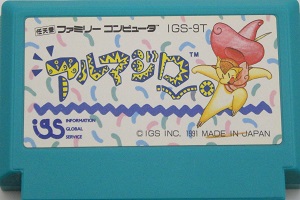 任天堂 ファミリー コンピュータ IGS-9T
アルマジロ。™
igs INFORMATION
GLOBAL
SERVICE
© IGS INC. 1991 MADE IN JAPAN